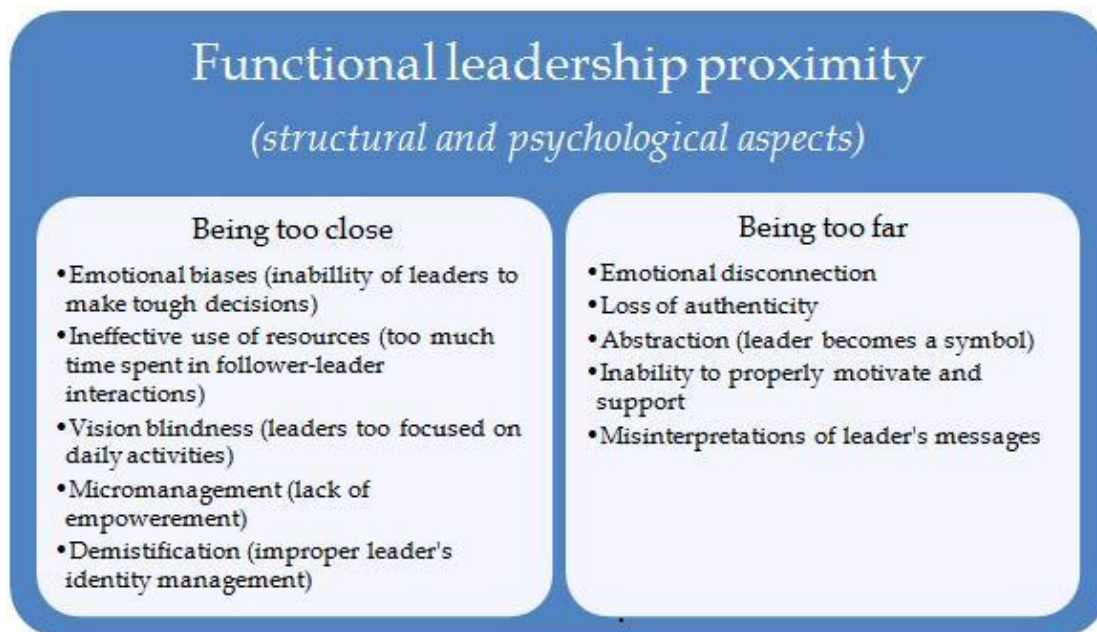 Functional leadership proximity
(structural and psychological aspects)
Being too close
•Emotional biases (inabillity of leaders to
make tough decisions)
•Ineffective use of resources (too much
time spent in follower-leader
interactions)
•Vision blindness (leaders too focused on
daily activities)
•Micromanagement (lack of
empowerement)
•Demistification (improper leader's
identity management)
Being too far
•Emotional disconnection
•Loss of authenticity
•Abstraction (leader becomes a symbol)
•Inability to properly motivate and
support
•Misinterpretations of leader's messages